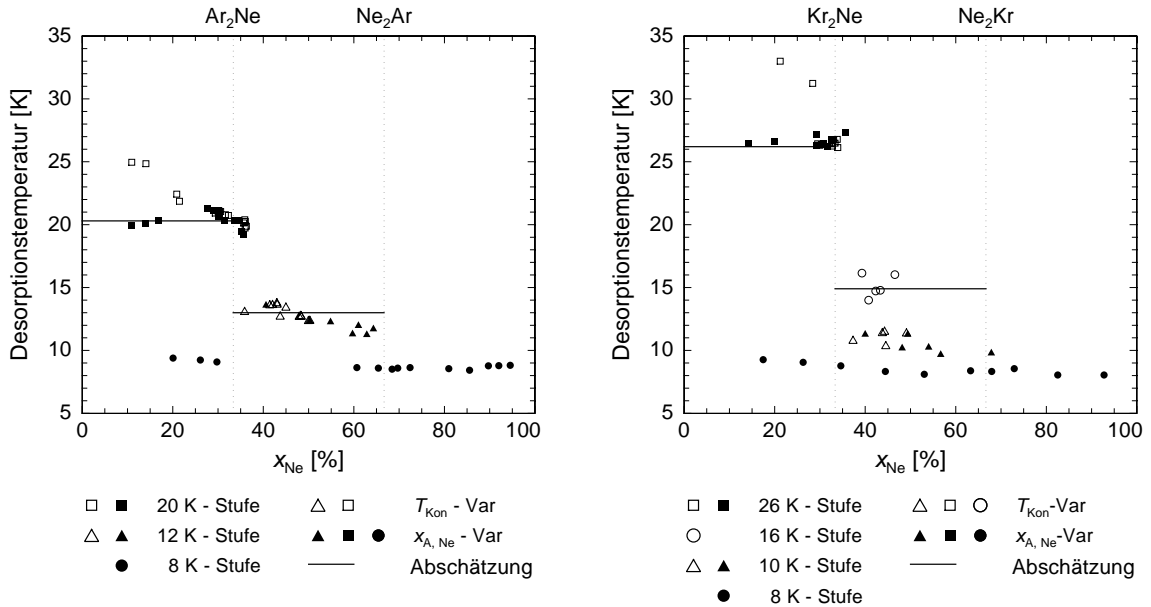 Ar2Ne Ne2Ar
35
30
25
20
15
10
5
Desorptionstemperatur [K]
0 20 40 60 80 100
xNe [%]
20 K - Stufe
12 K - Stufe
8 K - Stufe
TKon - Var
xA, Ne - Var
Abschätzung
Kr2Ne Ne2Kr
35
30
25
20
15
10
5
Desorptionstemperatur [K]
0 20 40 60 80 100
xNe [%]
26 K - Stufe
16 K - Stufe
10 K - Stufe
8 K - Stufe
TKon-Var
xA, Ne-Var
Abschätzung